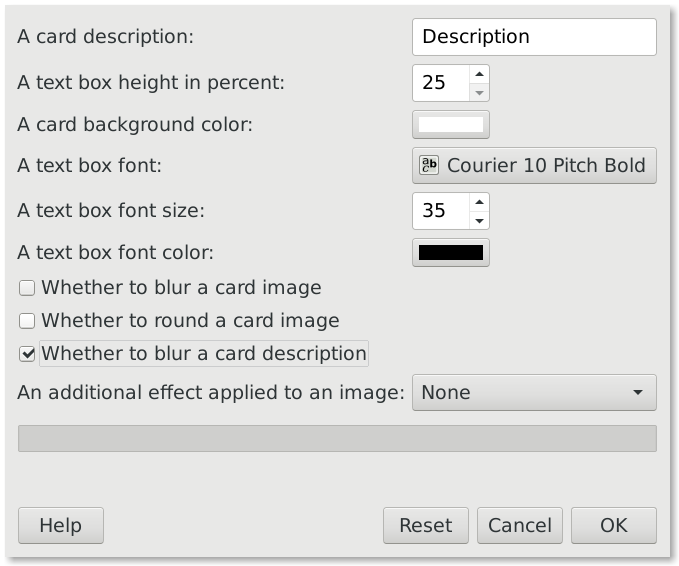 A card description: Description
A text box height in percent: 25
A card background color:
A text box font: abc Courier 10 Pitch Bold
A text box font size: 35
A text box font color:
Whether to blur a card image
Whether to round a card image
Whether to blur a card description
An additional effect applied to an image: None
Help Reset Cancel OK